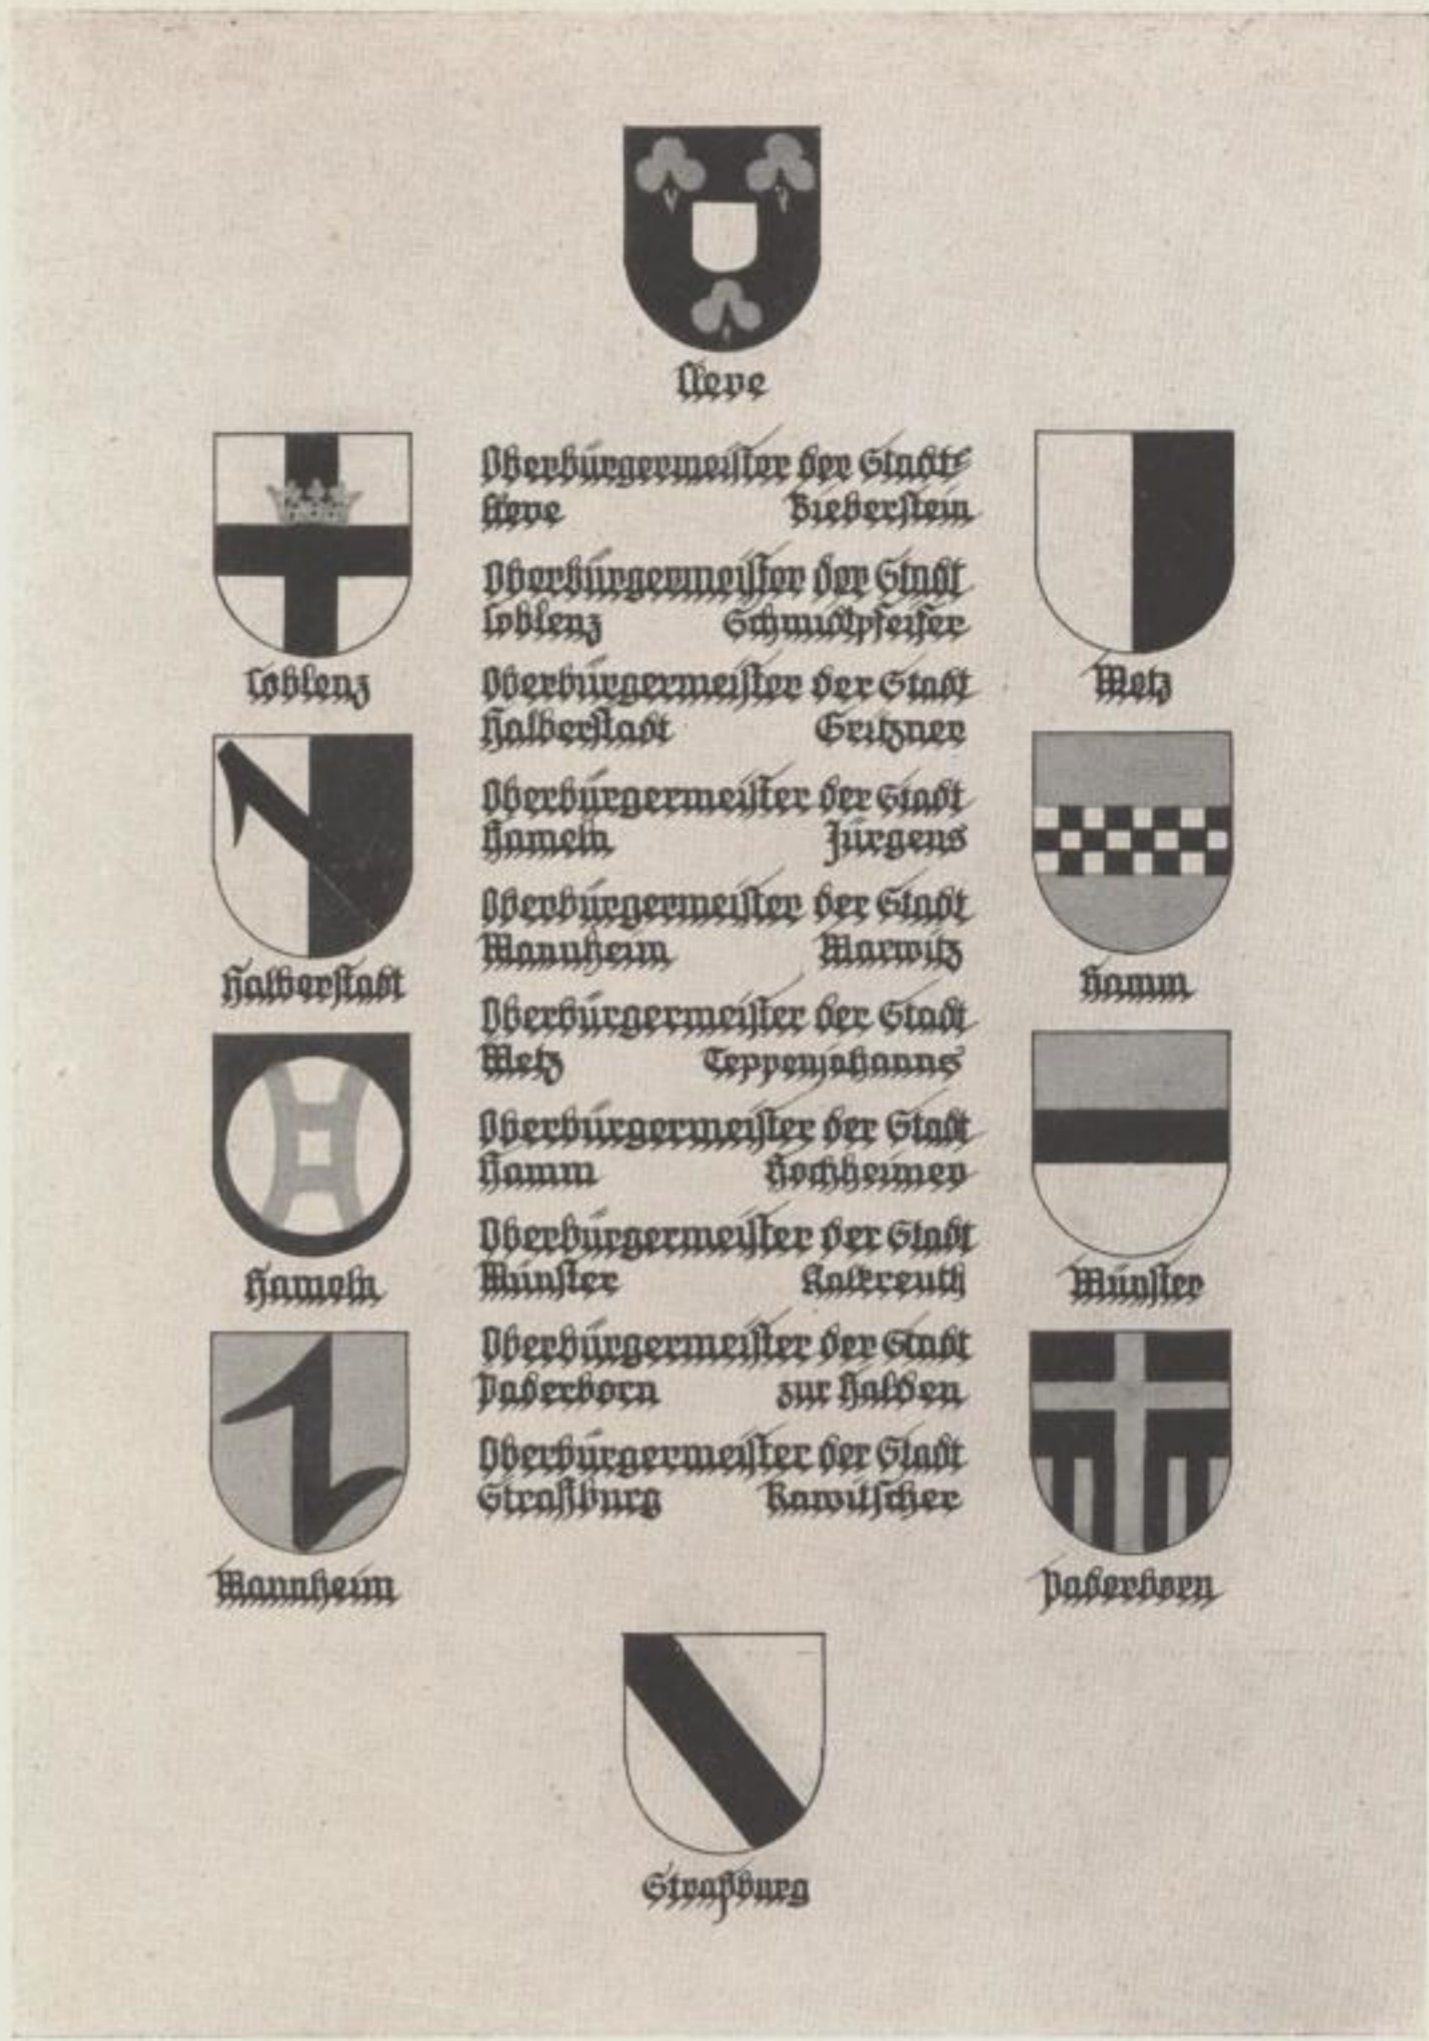 Cleve
Oberbürgermeister der Stadt
Cleve Bieberstein
Oberbürgermeister der Stadt
Coblenz Schmidtpfeifer
Oberbürgermeister der Stadt
Halberstadt Gritzner
Oberbürgermeister der Stadt
Hameln Jürgens
Oberbürgermeister der Stadt
Mannheim Marwitz
Oberbürgermeister der Stadt
Metz Teppenjohanns
Oberbürgermeister der Stadt
Hamm Hochheimer
Oberbürgermeister der Stadt
Münster Kalkreuth
Oberbürgermeister der Stadt
Paderborn zur Halden
Oberbürgermeister der Stadt
Straßburg Rawitscher
Coblenz
Halberstadt
Hameln
Mannheim
Metz
Hamm
Münster
Paderborn
Straßburg